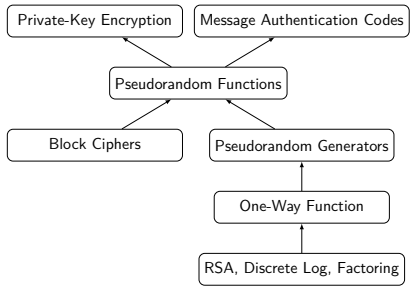 Private-Key Encryption
Message Authentication Codes
Pseudorandom Functions
Block Ciphers
Pseudorandom Generators
One-Way Function
RSA, Discrete Log, Factoring